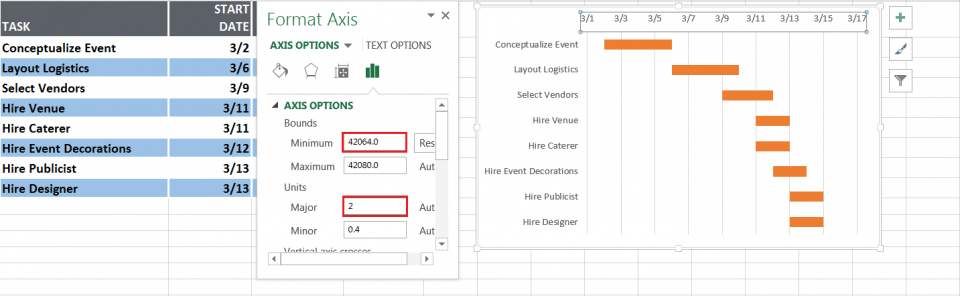 TASK START DATE
Conceptualize Event 3/2
Layout Logistics 3/6
Select Vendors 3/9
Hire Venue 3/11
Hire Caterer 3/11
Hire Event Decorations 3/12
Hire Publicist 3/13
Hire Designer 3/13
Format Axis
AXIS OPTIONS TEXT OPTIONS
AXIS OPTIONS
Bounds
Minimum 42064.0 Res
Maximum 42080.0 Aut
Units
Major 2 Aut
Minor 0.4 Aut
Vertical axis crosses
3/1 3/3 3/5 3/7 3/9 3/11 3/13 3/15 3/17
Conceptualize Event
Layout Logistics
Select Vendors
Hire Venue
Hire Caterer
Hire Event Decorations
Hire Publicist
Hire Designer